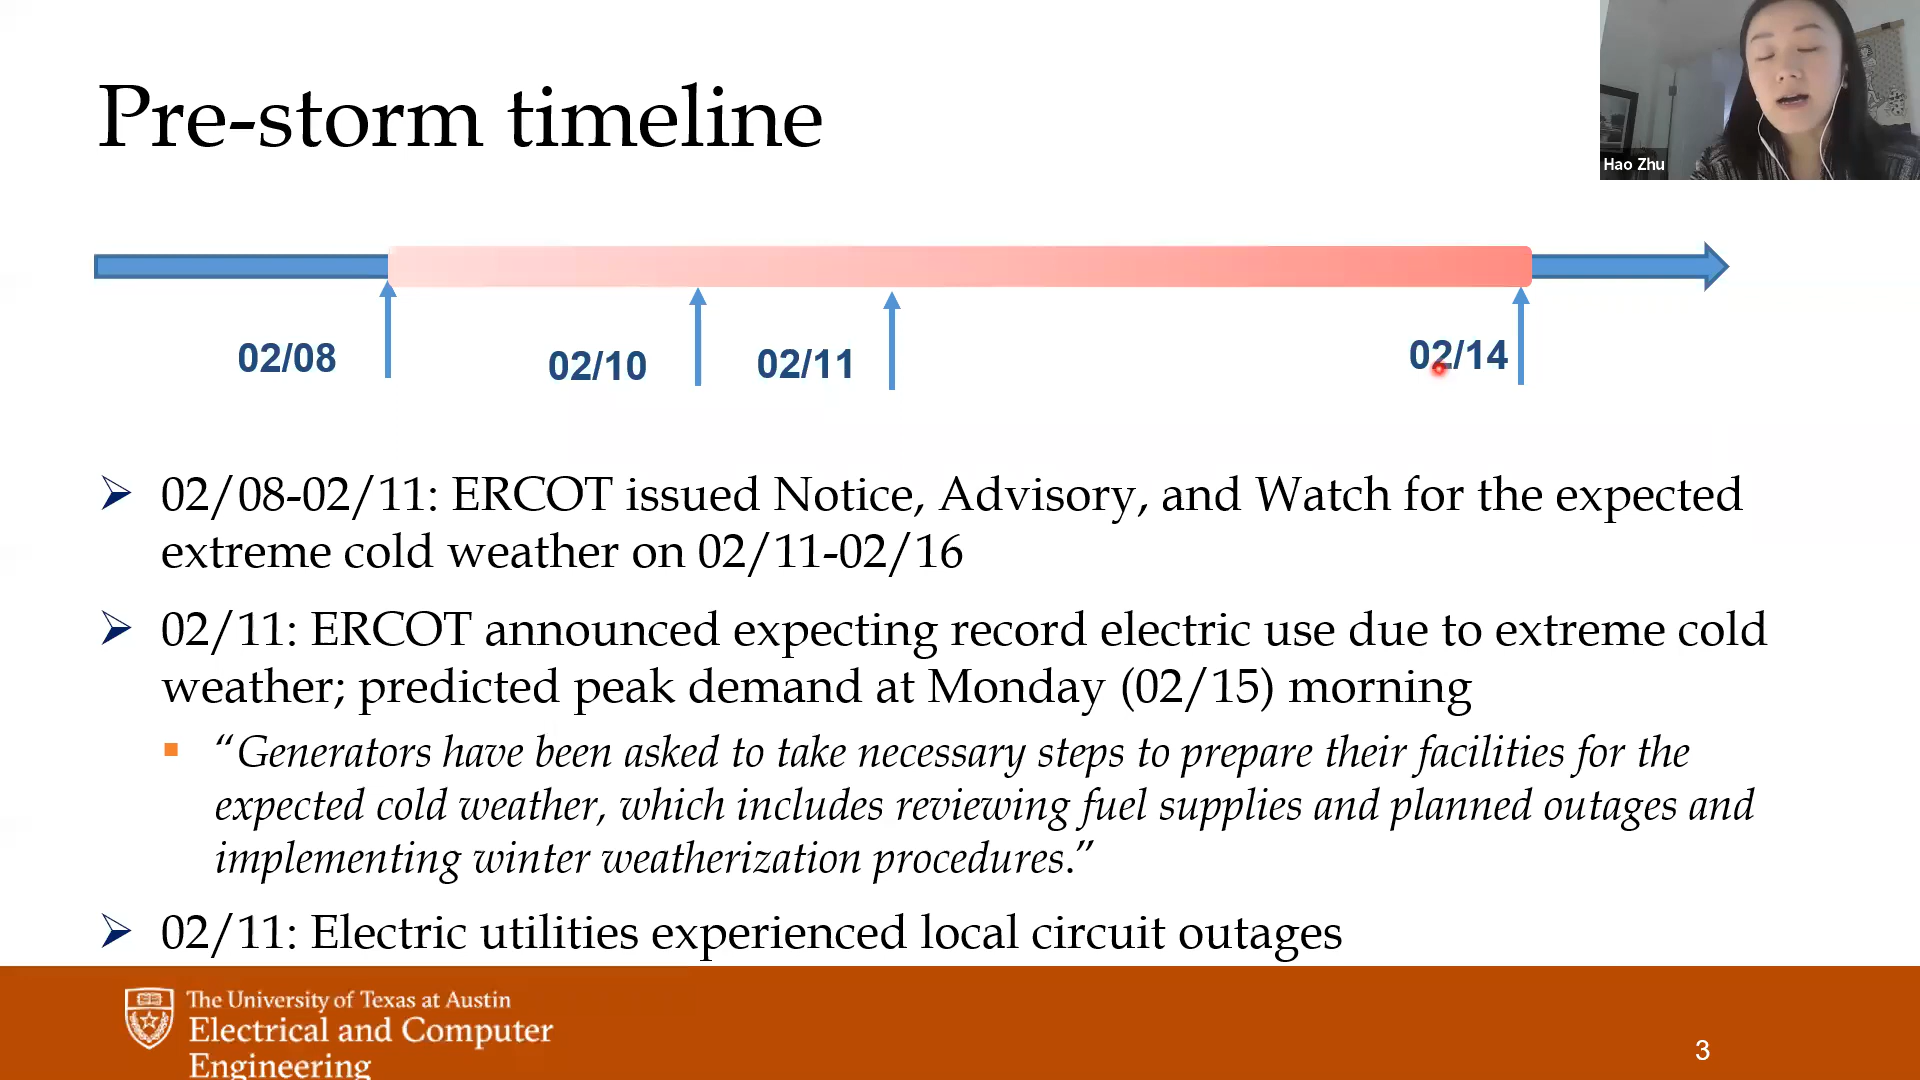 Pre-storm timeline
Hao Zhu
02/08
02/10
02/11
02/14
02/08-02/11: ERCOT issued Notice, Advisory, and Watch for the expected
extreme cold weather on 02/11-02/16
02/11: ERCOT announced expecting record electric use due to extreme cold
weather; predicted peak demand at Monday (02/15) morning
“Generators have been asked to take necessary steps to prepare their facilities for the
expected cold weather, which includes reviewing fuel supplies and planned outages and
implementing winter weatherization procedures.”
02/11: Electric utilities experienced local circuit outages
The University of Texas at Austin
Electrical and Computer
Engineering
3